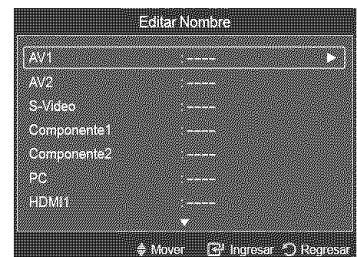 Editar Nombre
AV1 : ---- ►
AV2 : ----
S-Video : ----
Componente1 : ----
Componente2 : ----
PC : ----
HDMI1 : ----
▼
Mover Ingresar Regresar